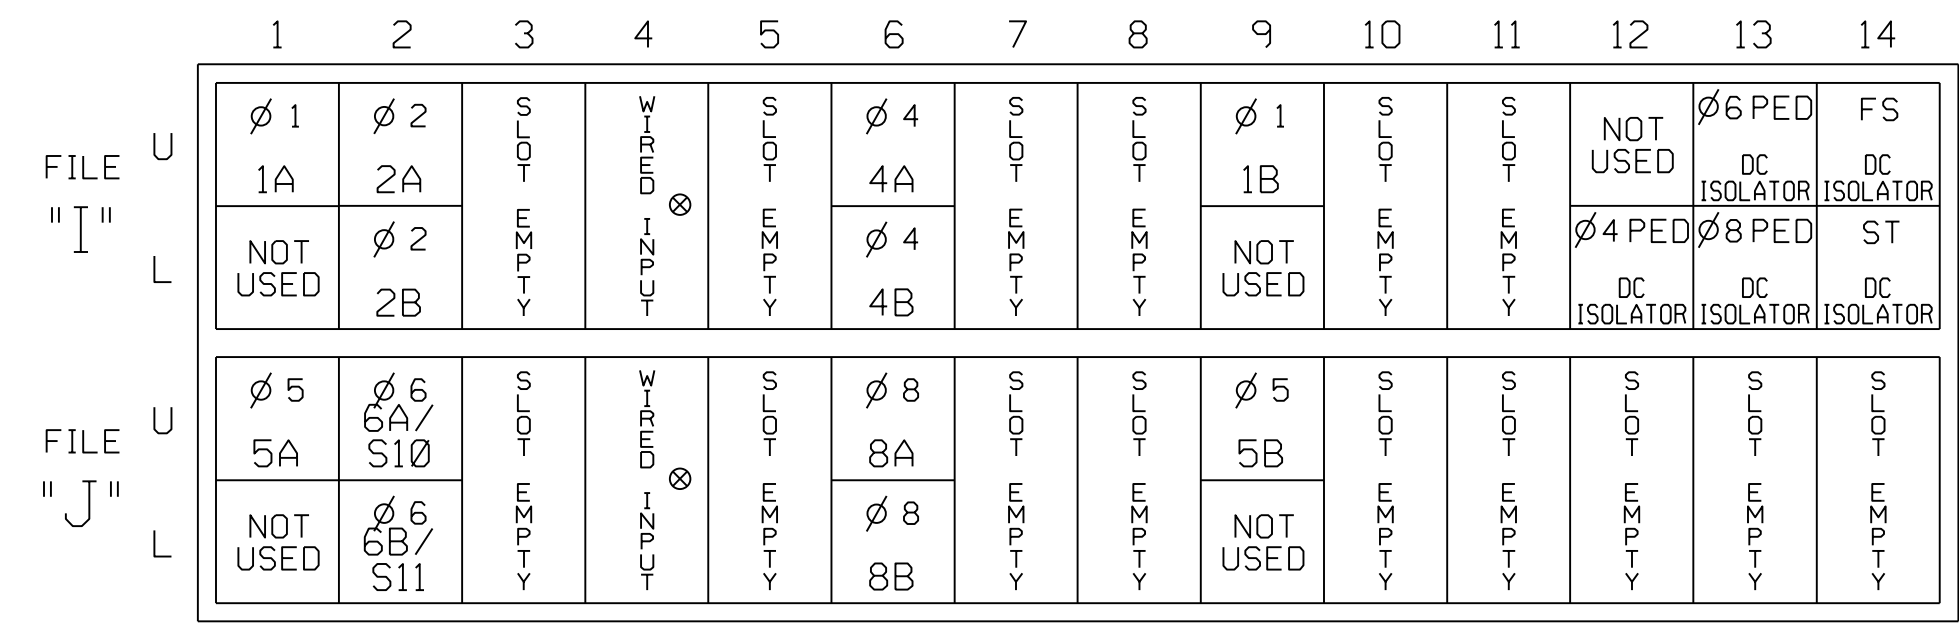 1 2 3 4 5 6 7 8 9 10 11 12 13 14
FILE
"I"
U
L
Ø 1
1A
NOT
USED
Ø 2
2A
Ø 2
2B
SLOT EMPTY
WIRED INPUT
⊗
SLOT EMPTY
Ø 4
4A
Ø 4
4B
SLOT EMPTY
SLOT EMPTY
Ø 1
1B
NOT
USED
SLOT EMPTY
SLOT EMPTY
NOT
USED
Ø4 PED
DC
ISOLATOR
Ø6 PED
DC
ISOLATOR
Ø8 PED
DC
ISOLATOR
FS
DC
ISOLATOR
ST
DC
ISOLATOR
FILE
"J"
U
L
Ø 5
5A
NOT
USED
Ø 6
6A/
S10
Ø 6
6B/
S11
SLOT EMPTY
WIRED INPUT
⊗
SLOT EMPTY
Ø 8
8A
Ø 8
8B
SLOT EMPTY
SLOT EMPTY
Ø 5
5B
NOT
USED
SLOT EMPTY
SLOT EMPTY
SLOT EMPTY
SLOT EMPTY
SLOT EMPTY